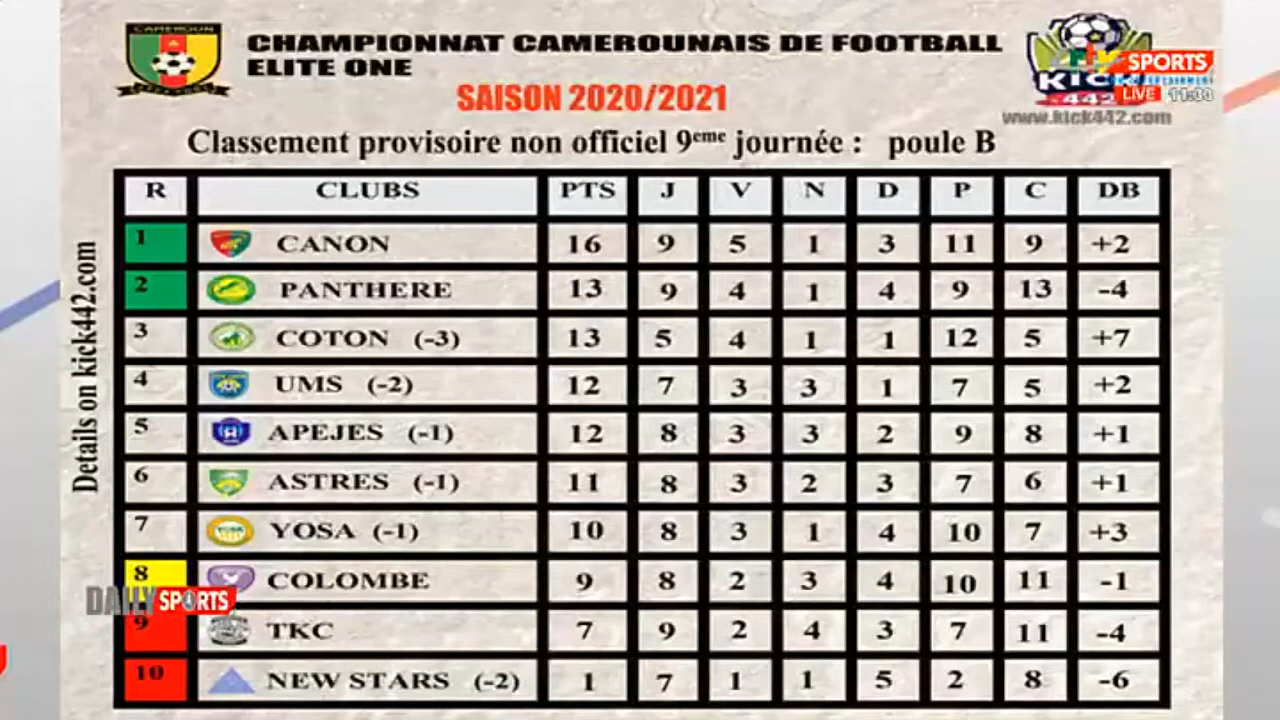 CAMEROUN
CHAMPIONNAT CAMEROUNAIS DE FOOTBALL
ELITE ONE
SAISON 2020/2021
KICK
442
www.kick442.com
SPORTS
LIVE 11:33
Classement provisoire non officiel 9eme journée : poule B
Details on kick442.com
R CLUBS PTS J V N D P C DB
1 CANON 16 9 5 1 3 11 9 +2
2 PANTHERE 13 9 4 1 4 9 13 -4
3 COTON (-3) 13 5 4 1 1 12 5 +7
4 UMS (-2) 12 7 3 3 1 7 5 +2
5 APEJES (-1) 12 8 3 3 2 9 8 +1
6 ASTRES (-1) 11 8 3 2 3 7 6 +1
7 YOSA (-1) 10 8 3 1 4 10 7 +3
8 COLOMBE 9 8 2 3 4 10 11 -1
9 TKC 7 9 2 4 3 7 11 -4
10 NEW STARS (-2) 1 7 1 1 5 2 8 -6
DAILY SPORTS